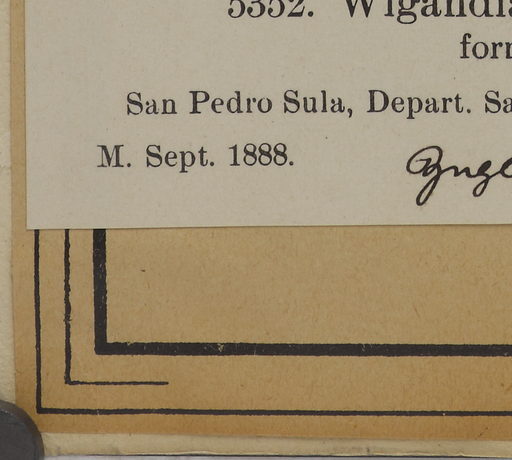 5352. Wigandia
form
San Pedro Sula, Depart. Sa
M. Sept. 1888.